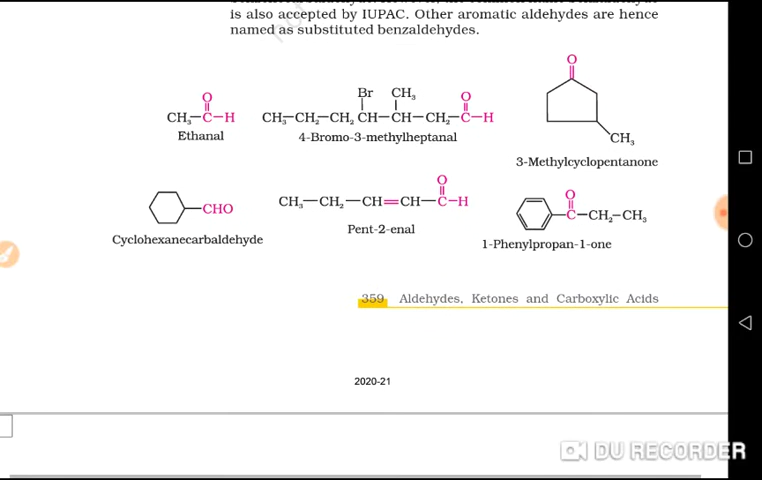 is also accepted by IUPAC. Other aromatic aldehydes are hence
named as substituted benzaldehydes.
O
CH₃–C–H
Ethanal
Br CH₃ O
CH₃–CH₂–CH₂ CH–CH–CH₂–C–H
4-Bromo-3-methylheptanal
O
CH₃
3-Methylcyclopentanone
CHO
Cyclohexanecarbaldehyde
O
CH₃–CH₂–CH=CH–C–H
Pent-2-enal
O
C–CH₂–CH₃
1-Phenylpropan-1-one
359 Aldehydes, Ketones and Carboxylic Acids
2020-21
DU RECORDER